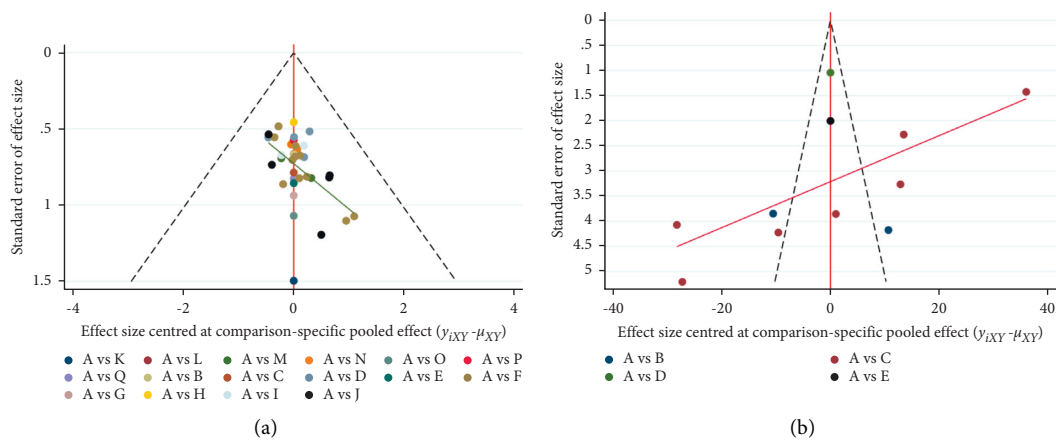 0
.5
1
1.5
Standard error of effect size
-4 -2 0 2 4
Effect size centred at comparison-specific pooled effect (y_iXY -μ_XY)
A vs K A vs L A vs M A vs N A vs O A vs P
A vs Q A vs B A vs C A vs D A vs E A vs F
A vs G A vs H A vs I A vs J
(a)
0
.5
1
1.5
2
2.5
3
3.5
4
4.5
5
Standard error of effect size
-40 -20 0 20 40
Effect size centred at comparison-specific pooled effect (y_iXY -μ_XY)
A vs B A vs C
A vs D A vs E
(b)